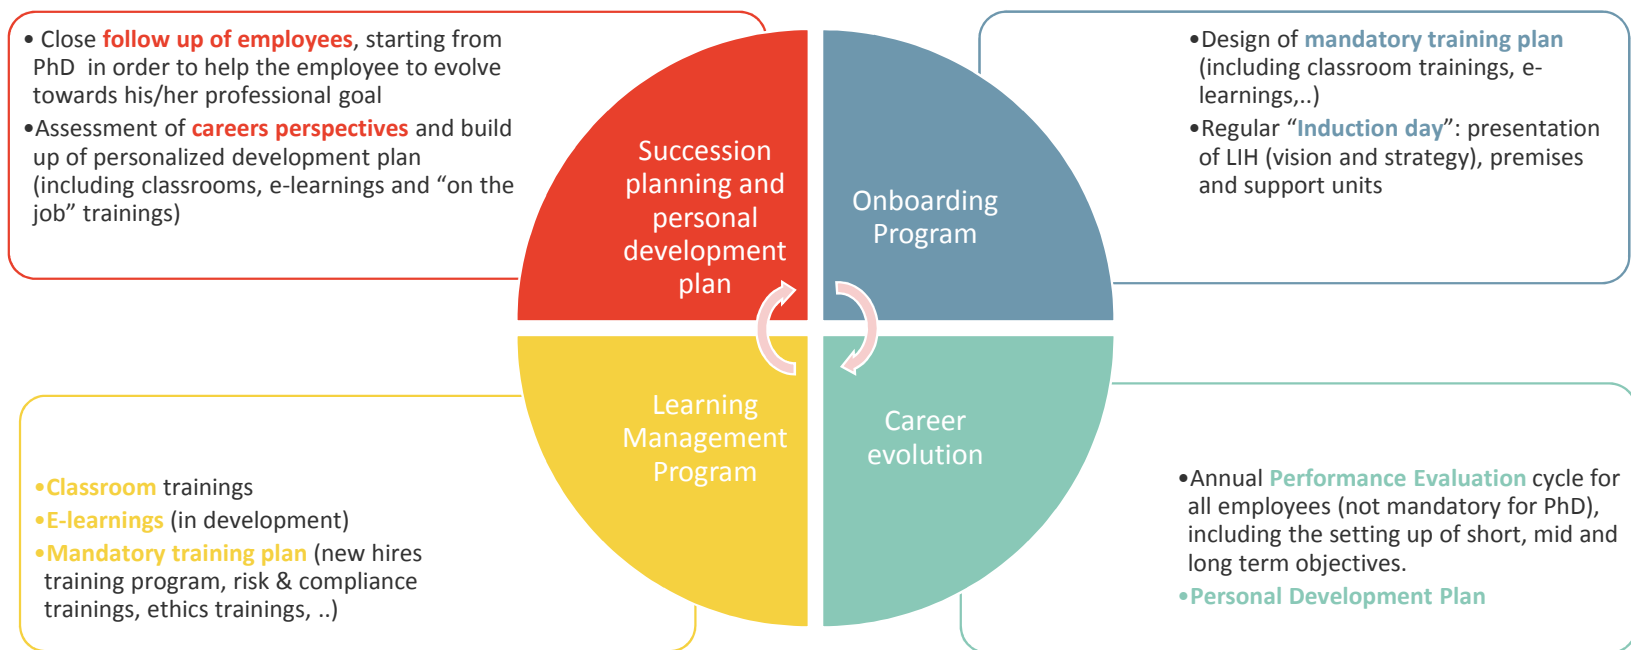 • Close follow up of employees, starting from
PhD in order to help the employee to evolve
towards his/her professional goal
•Assessment of careers perspectives and build
up of personalized development plan
(including classrooms, e-learnings and “on the
job” trainings)
Succession
planning and
personal
development
plan
Onboarding
Program
•Design of mandatory training plan
(including classroom trainings, e-
learnings,..)
•Regular “Induction day”: presentation
of LIH (vision and strategy), premises
and support units
•Classroom trainings
•E-learnings (in development)
•Mandatory training plan (new hires
training program, risk & compliance
trainings, ethics trainings, ..)
Learning
Management
Program
Career
evolution
•Annual Performance Evaluation cycle for
all employees (not mandatory for PhD),
including the setting up of short, mid and
long term objectives.
•Personal Development Plan